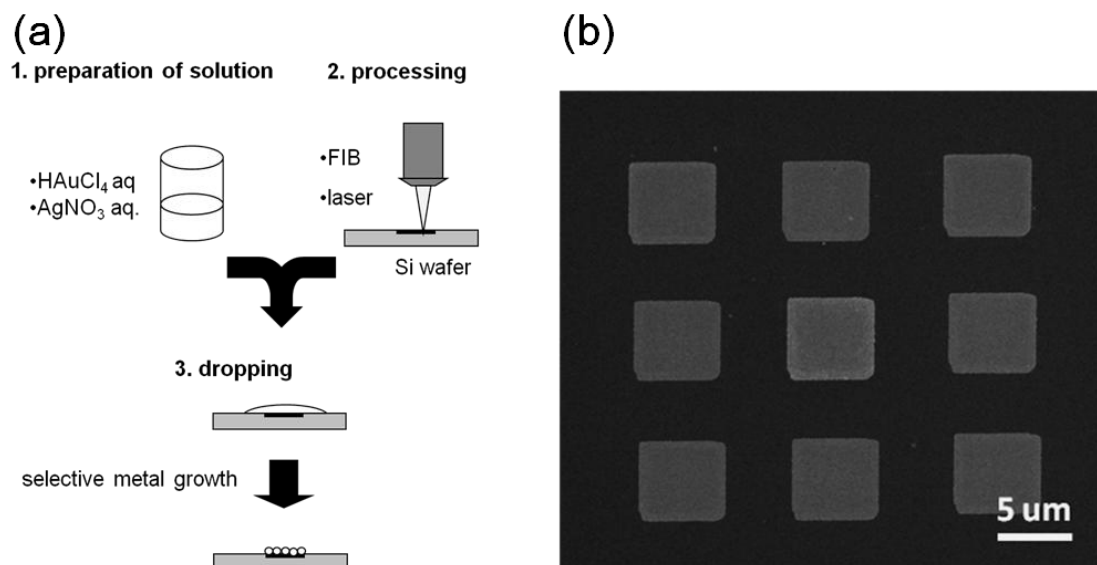 (a)
1. preparation of solution
•HAuCl₄ aq
•AgNO₃ aq.
2. processing
•FIB
•laser
Si wafer
3. dropping
selective metal growth
(b)
5 um